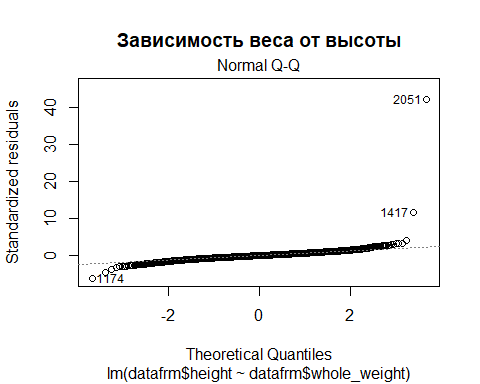 Зависимость веса от высоты
Normal Q-Q
Standardized residuals
40
30
20
10
0
2051
1417
1174
-2
0
2
Theoretical Quantiles
lm(datafrm$height ~ datafrm$whole_weight)